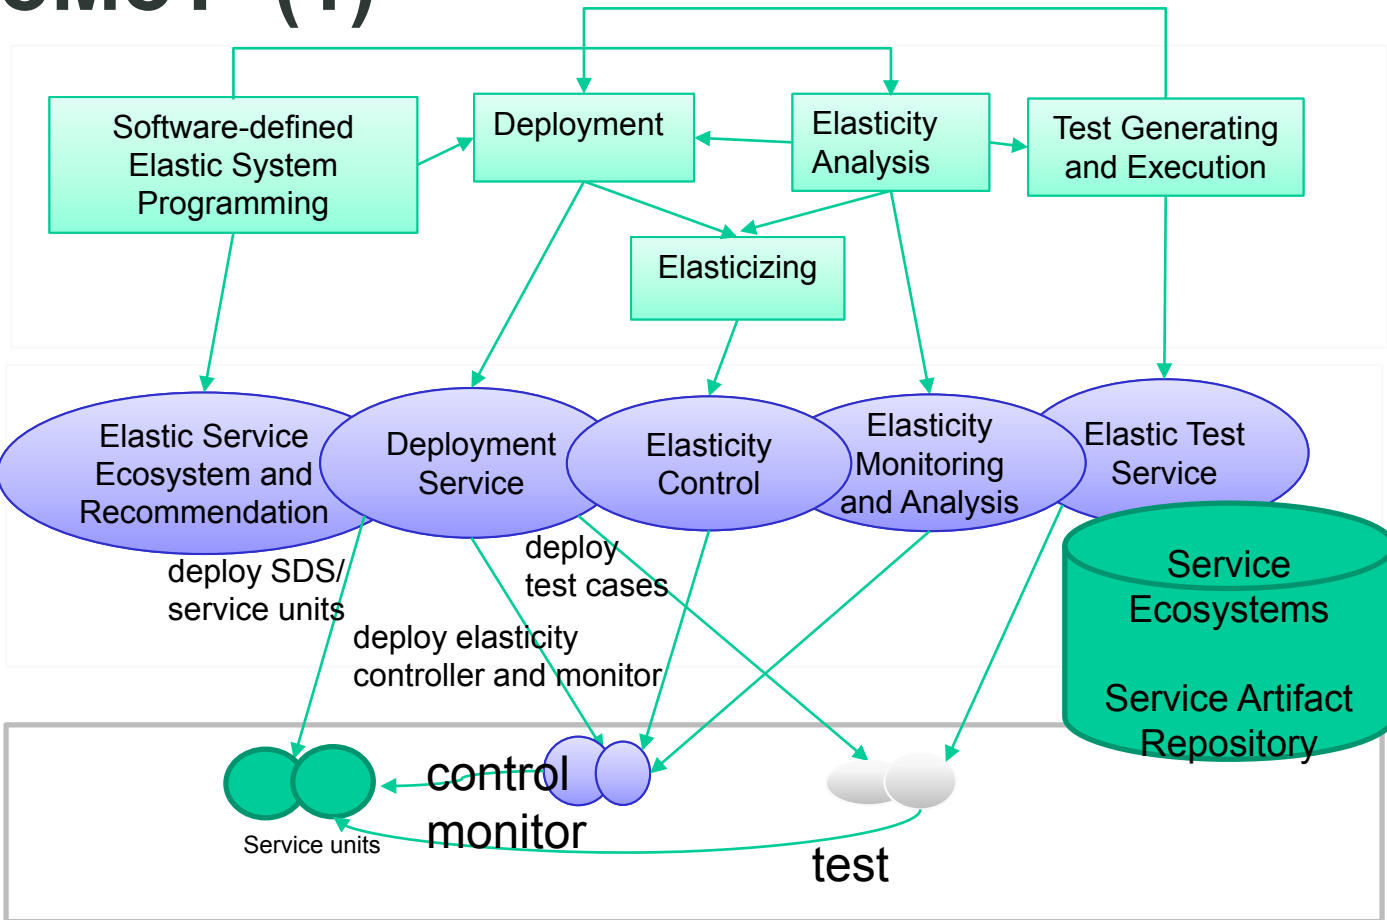 (1)
Software-defined
Elastic System
Programming
Deployment
Elasticity
Analysis
Test Generating
and Execution
Elasticizing
Elastic Service
Ecosystem and
Recommendation
Deployment
Service
Elasticity
Control
Elasticity
Monitoring
and Analysis
Elastic Test
Service
deploy SDS/
service units
deploy
test cases
deploy elasticity
controller and monitor
Service
Ecosystems
Service Artifact
Repository
control
monitor
Service units
test